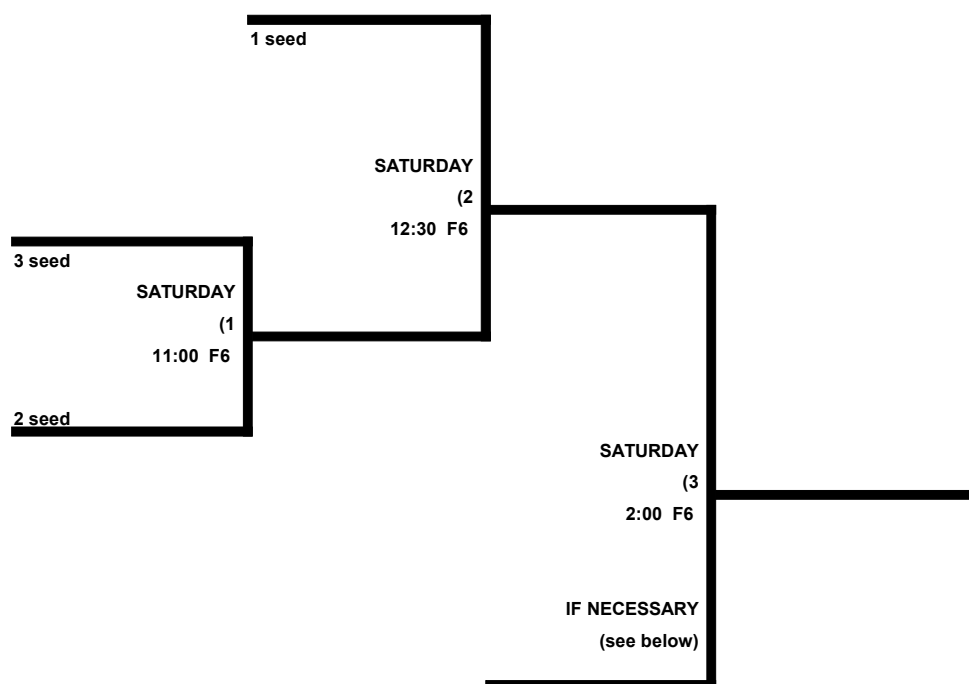 1 seed
SATURDAY
(2
12:30 F6
3 seed
SATURDAY
(1
11:00 F6
2 seed
SATURDAY
(3
2:00 F6
IF NECESSARY
(see below)